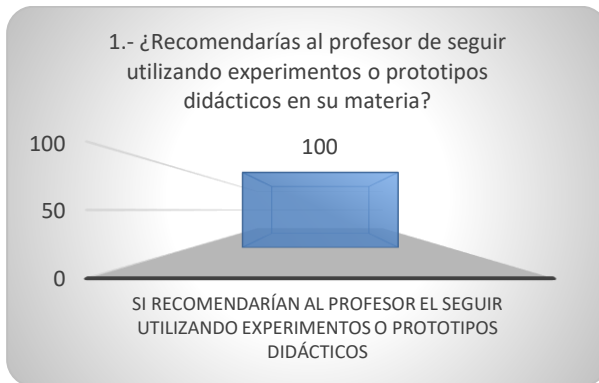 1.- ¿Recomendarías al profesor de seguir
utilizando experimentos o prototipos
didácticos en su materia?
100
100
50
0
SI RECOMENDARÍAN AL PROFESOR EL SEGUIR
UTILIZANDO EXPERIMENTOS O PROTOTIPOS
DIDÁCTICOS